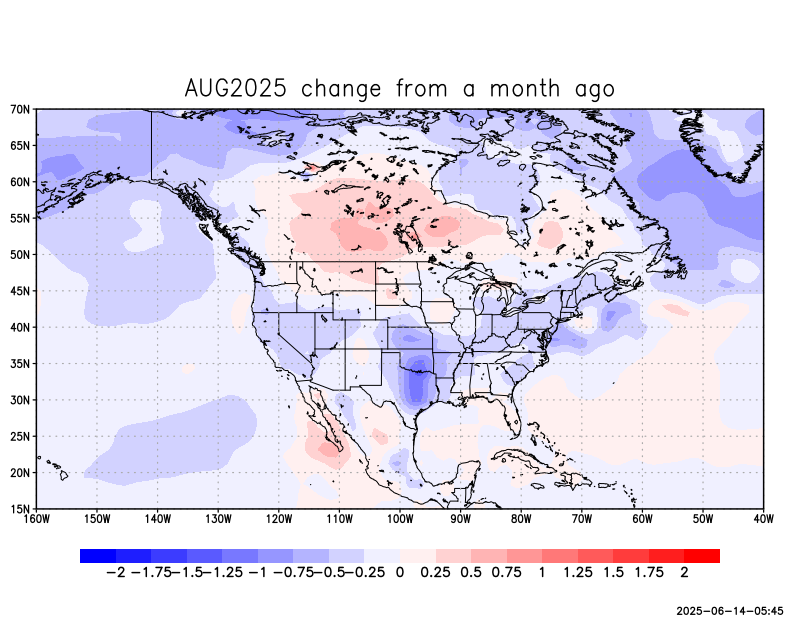 AUG2025 change from a month ago
70N
65N
60N
55N
50N
45N
40N
35N
30N
25N
20N
15N
160W 150W 140W 130W 120W 110W 100W 90W 80W 70W 60W 50W 40W
−2 −1.75 −1.5 −1.25 −1 −0.75 −0.5 −0.25 0 0.25 0.5 0.75 1 1.25 1.5 1.75 2
2025-06-14-05:45